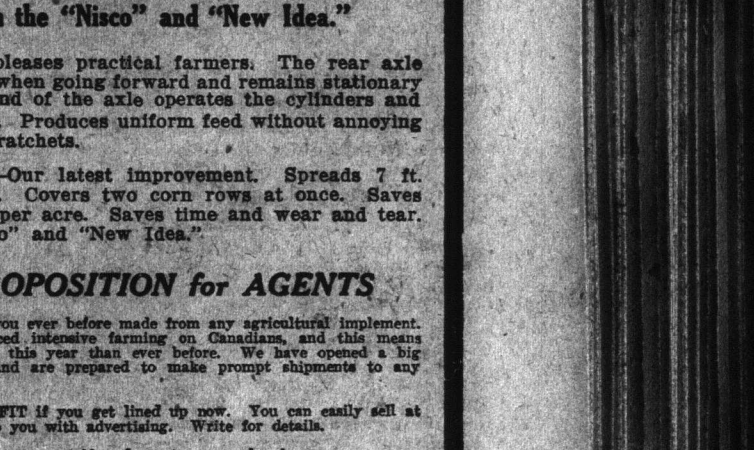 the "Nisco" and "New Idea."
pleases practical farmers. The rear axle
when going forward and remains stationary
of the axle operates the cylinders and
Produces uniform feed without annoying
ratchets.
—Our latest improvement. Spreads 7 ft.
Covers two corn rows at once. Saves
per acre. Saves time and wear and tear.
and "New Idea."
OPOSITION for AGENTS
you ever before made from any agricultural implement.
intensive farming on Canadians, and this means
this year than ever before. We have opened a big
and are prepared to make prompt shipments to any
FIT if you get lined up now. You can easily sell at
you with advertising. Write for details.